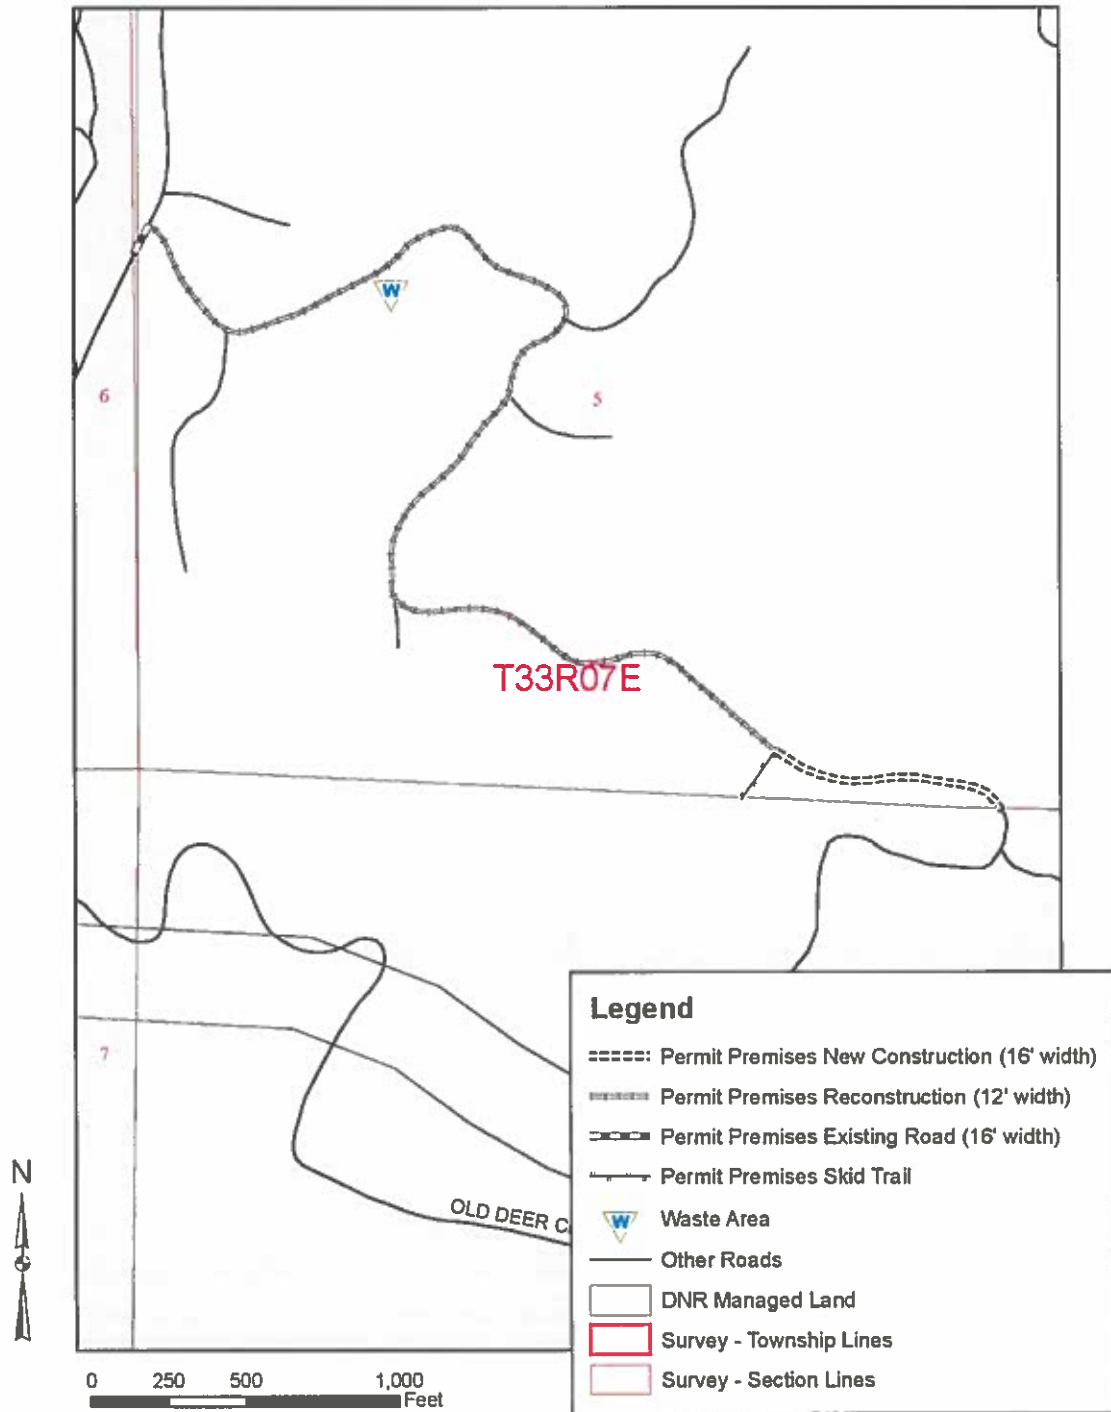 W
6
5
T33R07E
7
N
OLD DEER C
0 250 500 1,000
Feet
Legend
Permit Premises New Construction (16' width)
Permit Premises Reconstruction (12' width)
Permit Premises Existing Road (16' width)
Permit Premises Skid Trail
W Waste Area
Other Roads
DNR Managed Land
Survey - Township Lines
Survey - Section Lines